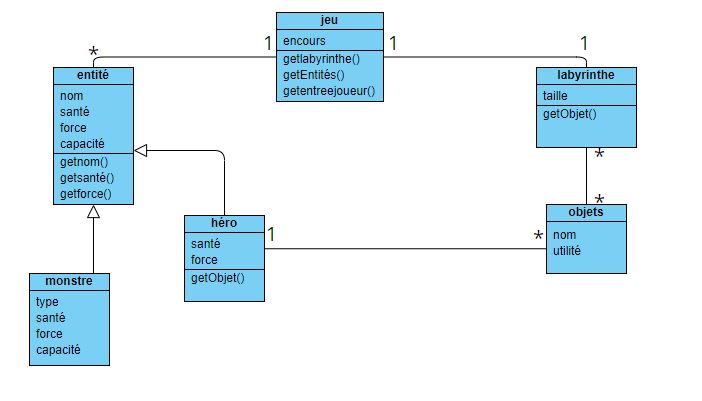 jeu
encours
getlabyrinthe()
getEntités()
getentreejoueur()
1
1
*
1
entité
nom
santé
force
capacité
getnom()
getsanté()
getforce()
labyrinthe
taille
getObjet()
*
*
héro
santé
force
getObjet()
1
*
objets
nom
utilité
monstre
type
santé
force
capacité